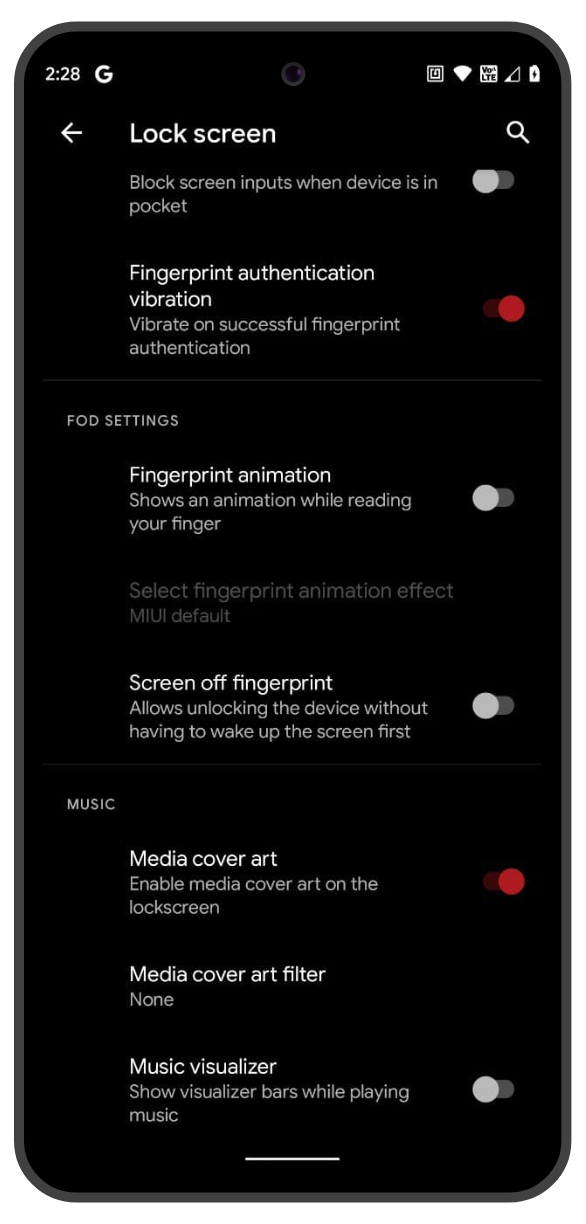 2:28 G
Vo LTE
Lock screen
Block screen inputs when device is in
pocket
Fingerprint authentication
vibration
Vibrate on successful fingerprint
authentication
FOD SETTINGS
Fingerprint animation
Shows an animation while reading
your finger
Select fingerprint animation effect
MIUI default
Screen off fingerprint
Allows unlocking the device without
having to wake up the screen first
MUSIC
Media cover art
Enable media cover art on the
lockscreen
Media cover art filter
None
Music visualizer
Show visualizer bars while playing
music